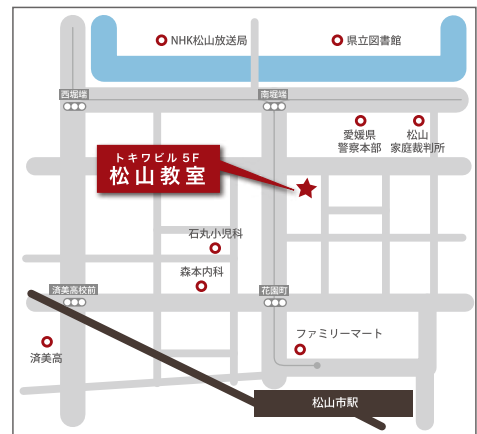 NHK松山放送局
県立図書館
西堀端
南堀端
愛媛県
警察本部
松山
家庭裁判所
トキワビル5F
松山教室
石丸小児科
森本内科
済美高校前
花園町
ファミリーマート
済美高
松山市駅